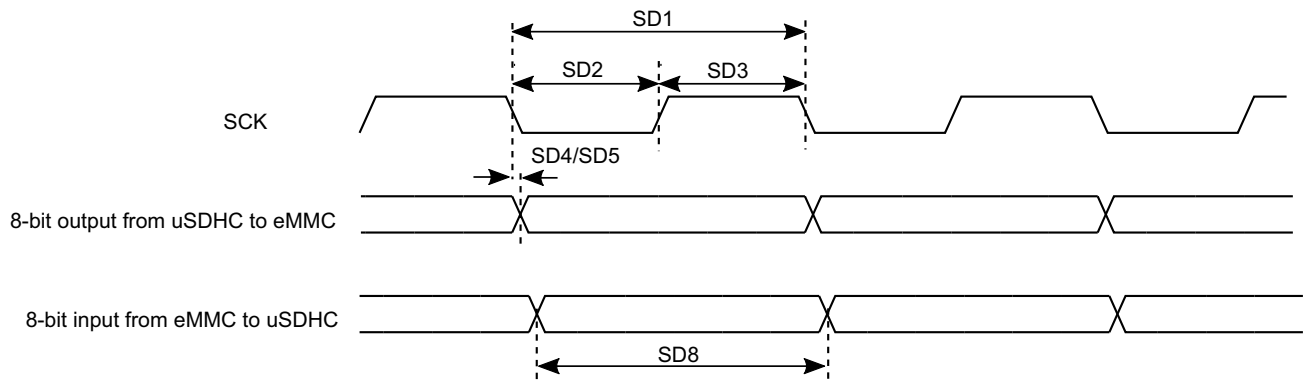 SD1
SD2
SD3
SCK
SD4/SD5
8-bit output from uSDHC to eMMC
8-bit input from eMMC to uSDHC
SD8